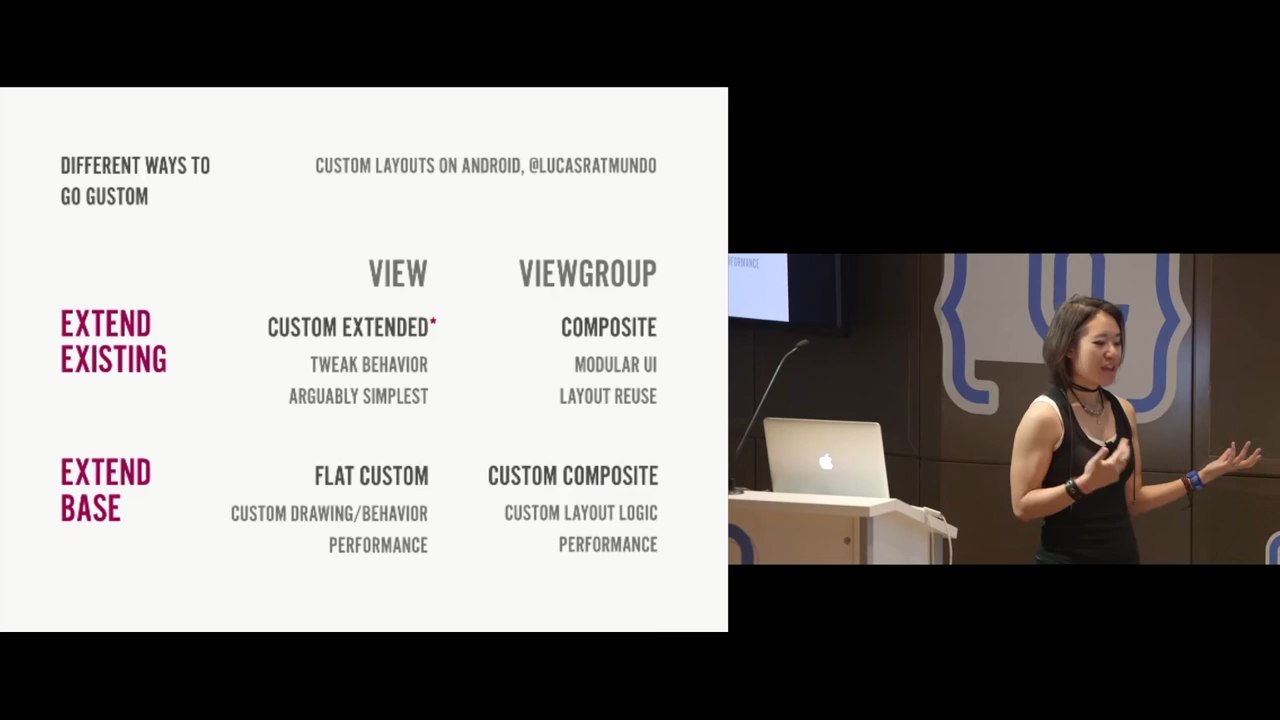 DIFFERENT WAYS TO
GO GUSTOM
CUSTOM LAYOUTS ON ANDROID, @LUCASRATMUNDO
VIEW
VIEWGROUP
EXTEND
EXISTING
CUSTOM EXTENDED*
TWEAK BEHAVIOR
ARGUABLY SIMPLEST
COMPOSITE
MODULAR UI
LAYOUT REUSE
EXTEND
BASE
FLAT CUSTOM
CUSTOM DRAWING/BEHAVIOR
PERFORMANCE
CUSTOM COMPOSITE
CUSTOM LAYOUT LOGIC
PERFORMANCE